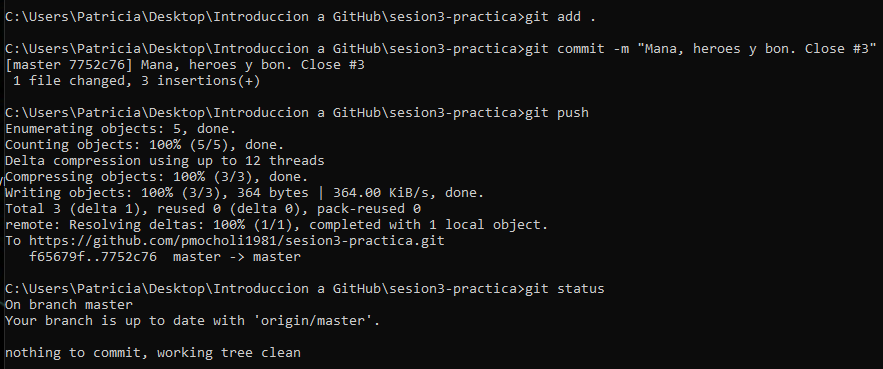 C:\Users\Patricia\Desktop\Introduccion a GitHub\sesion3-practica>git add .
C:\Users\Patricia\Desktop\Introduccion a GitHub\sesion3-practica>git commit -m "Mana, heroes y bon. Close #3"
[master 7752c76] Mana, heroes y bon. Close #3
 1 file changed, 3 insertions(+)
C:\Users\Patricia\Desktop\Introduccion a GitHub\sesion3-practica>git push
Enumerating objects: 5, done.
Counting objects: 100% (5/5), done.
Delta compression using up to 12 threads
Compressing objects: 100% (3/3), done.
Writing objects: 100% (3/3), 364 bytes | 364.00 KiB/s, done.
Total 3 (delta 1), reused 0 (delta 0), pack-reused 0
remote: Resolving deltas: 100% (1/1), completed with 1 local object.
To https://github.com/pmocholi1981/sesion3-practica.git
   f65679f..7752c76  master -> master
C:\Users\Patricia\Desktop\Introduccion a GitHub\sesion3-practica>git status
On branch master
Your branch is up to date with 'origin/master'.
nothing to commit, working tree clean